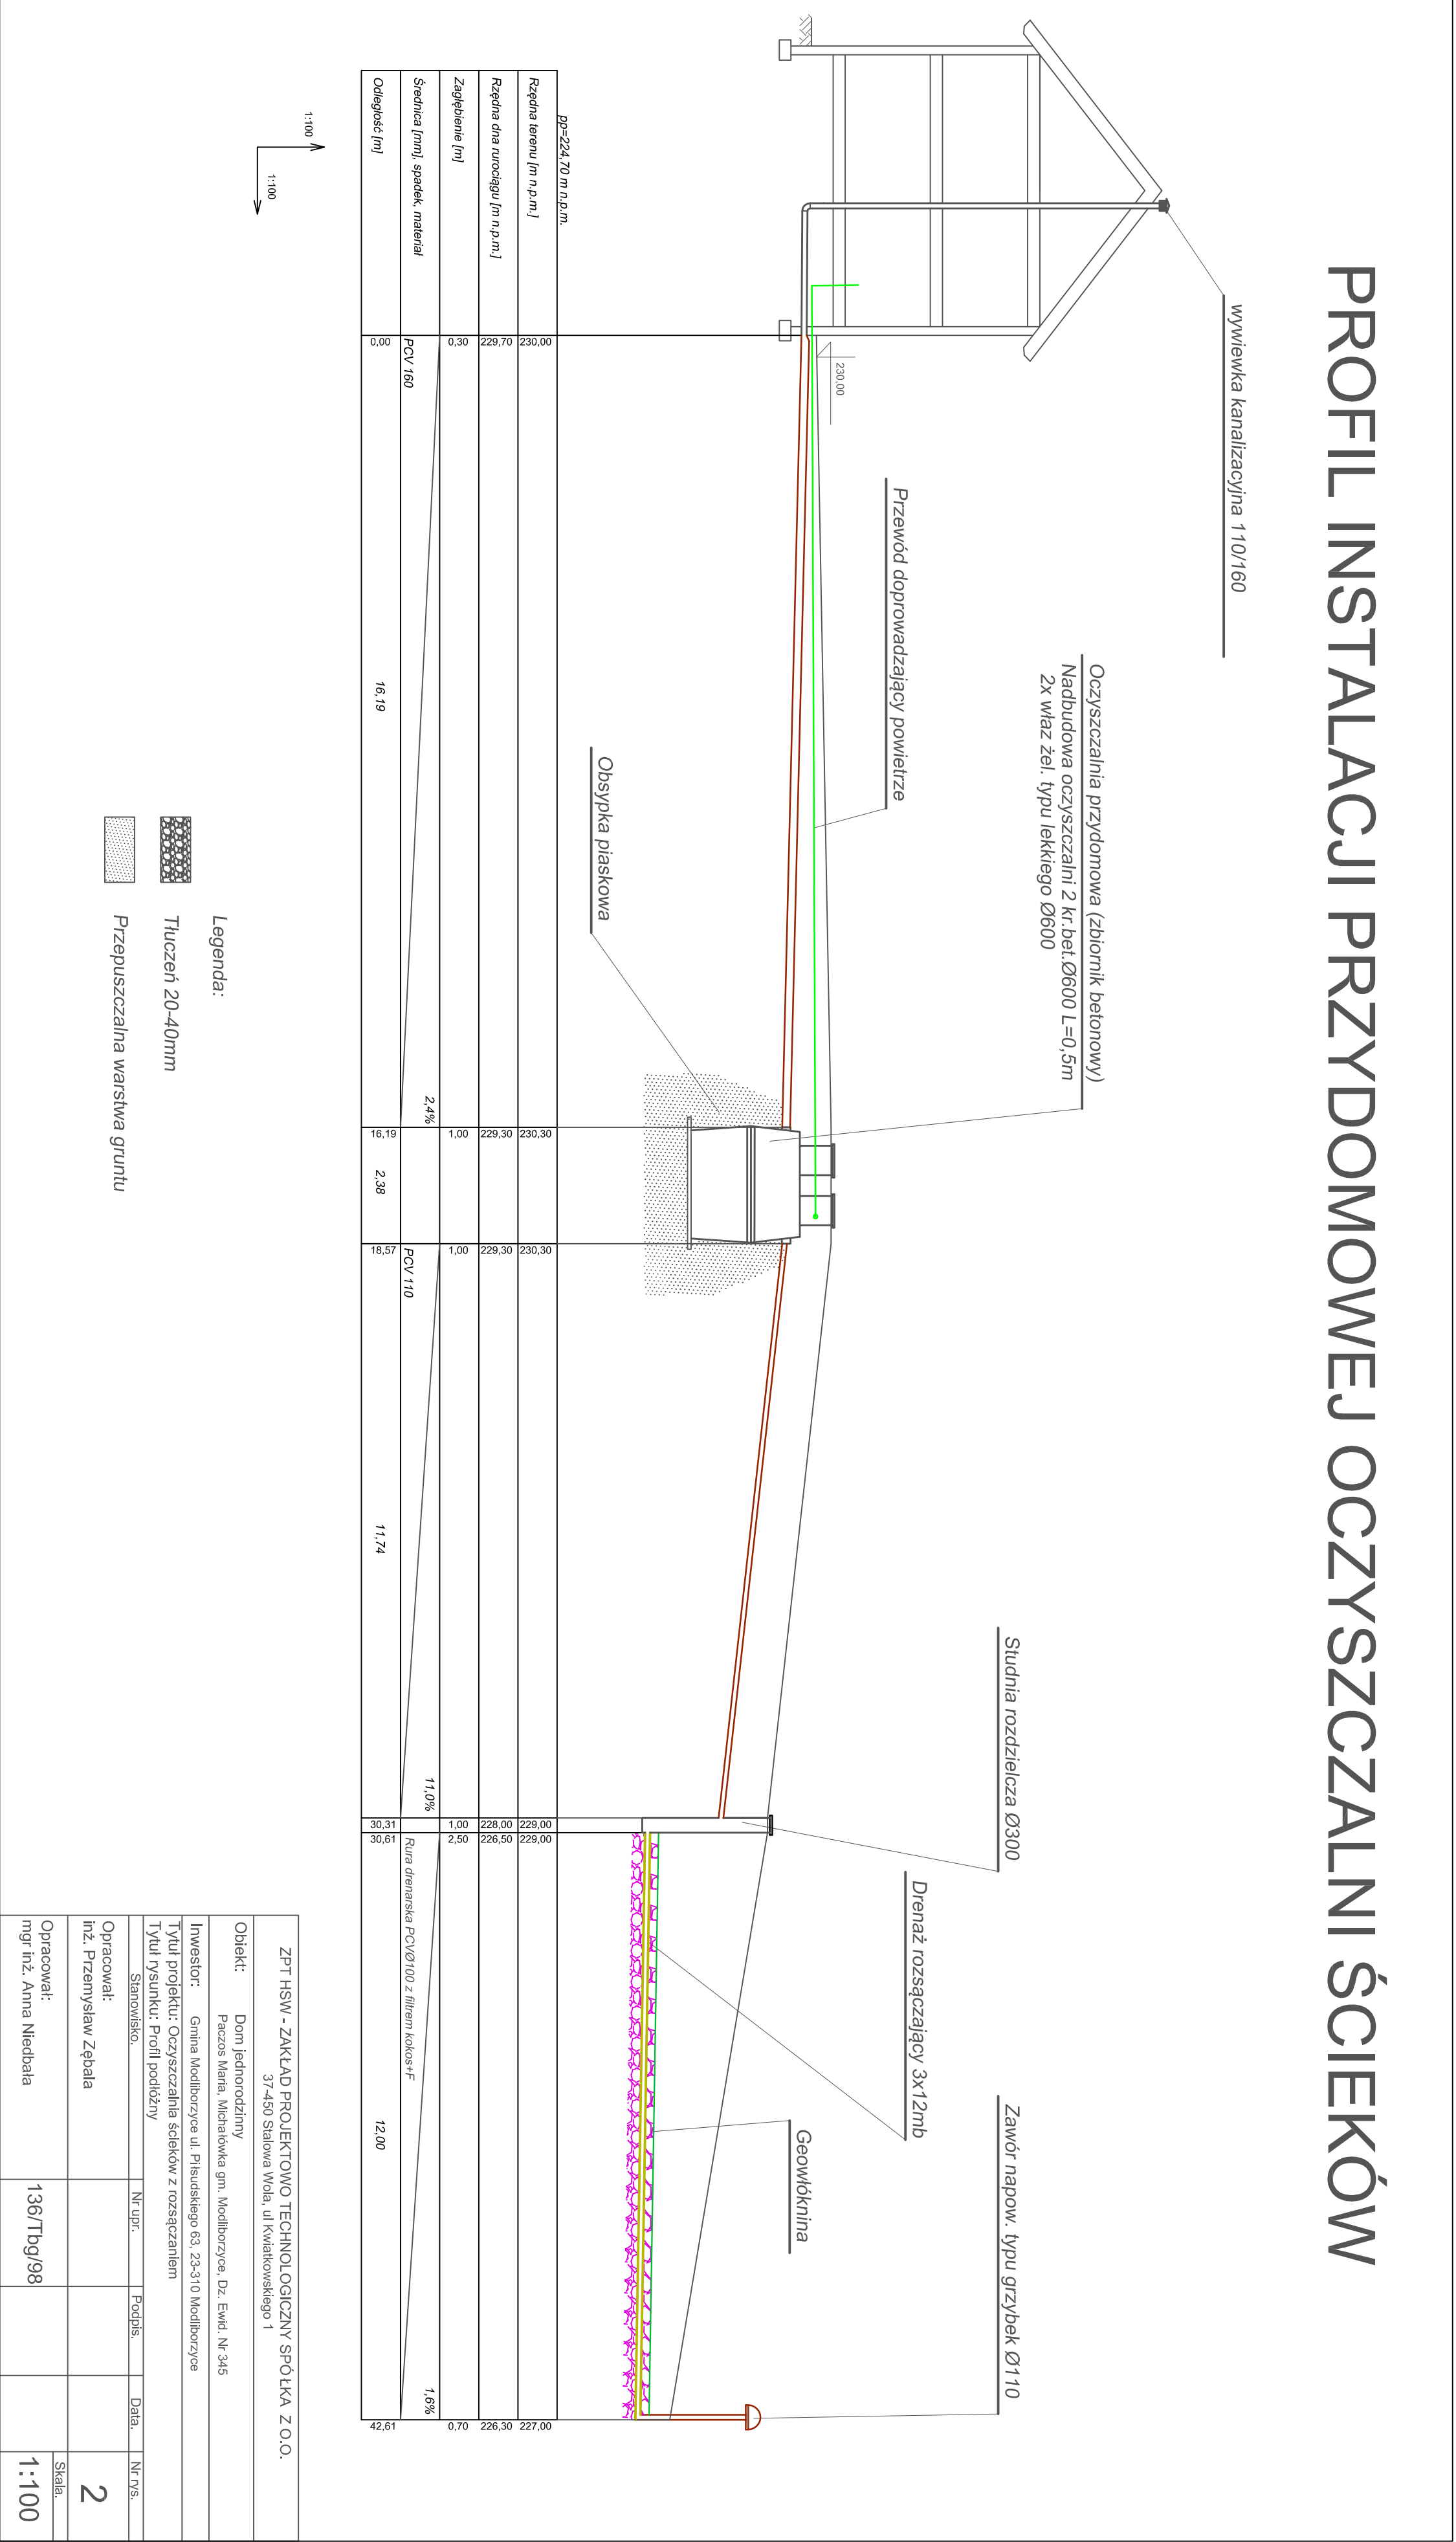 PROFIL INSTALACJI PRZYDOMOWEJ OCZYSZCZALNI ŚCIEKÓW
wywiewka kanalizacyjna 110/160
Oczyszczalnia przydomowa (zbiornik betonowy)
Nadbudowa oczyszczalni 2 kr.bet.Ø600 L=0,5m
2x właz żel. typu lekkiego Ø600
Studnia rozdzielcza Ø300
Zawór napow. typu grzybek Ø110
Drenaż rozsączający 3x12mb
Przewód doprowadzający powietrze
230,00
Geowłóknina
Obsypka piaskowa
pp=224,70 m n.p.m.
Rzędna terenu [m n.p.m.] 230,00 230,30 230,30 229,00 229,00 227,00
Rzędna dna rurociągu [m n.p.m.] 229,70 229,30 229,30 228,00 226,50 226,30
Zagłębienie [m] 0,30 1,00 1,00 1,00 2,50 0,70
Średnica [mm], spadek, materiał PCV 160 2,4% PCV 110 11,0% Rura drenarska PCVØ100 z filtrem kokos+F 1,6%
Odległość [m] 0,00 16,19 16,19 2,38 18,57 11,74 30,31 30,61 12,00 42,61
1:100
1:100
Legenda:
Tłuczeń 20-40mm
Przepuszczalna warstwa gruntu
ZPT HSW - ZAKŁAD PROJEKTOWO TECHNOLOGICZNY SPÓŁKA Z O.O.
37-450 Stalowa Wola, ul Kwiatkowskiego 1
Obiekt: Dom jednorodzinny
Paczos Maria, Michałówka gm. Modliborzyce, Dz. Ewid. Nr 345
Inwestor: Gmina Modliborzyce ul. Piłsudskiego 63, 23-310 Modliborzyce
Tytuł projektu: Oczyszczalnia ścieków z rozsączaniem
Tytuł rysunku: Profil podłóżny
Stanowisko. Nr upr. Podpis. Data. Nr rys.
Opracował:
inż. Przemysław Zębala
2
Skala.
Opracował:
mgr inż. Anna Niedbała
136/Tbg/98
1:100